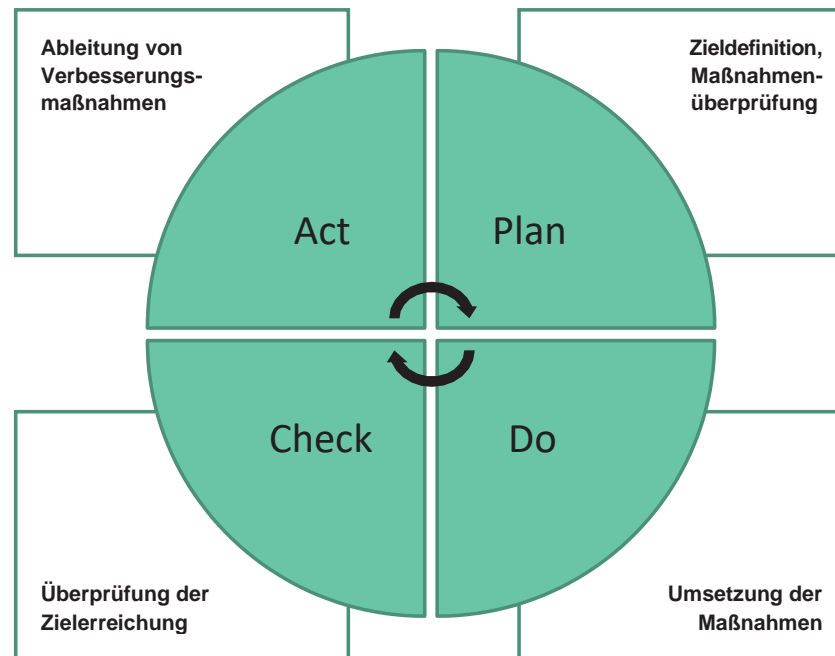 Ableitung von
Verbesserungs-
maßnahmen
Zieldefinition,
Maßnahmen-
überprüfung
Act
Plan
Check
Do
Überprüfung der
Zielerreichung
Umsetzung der
Maßnahmen